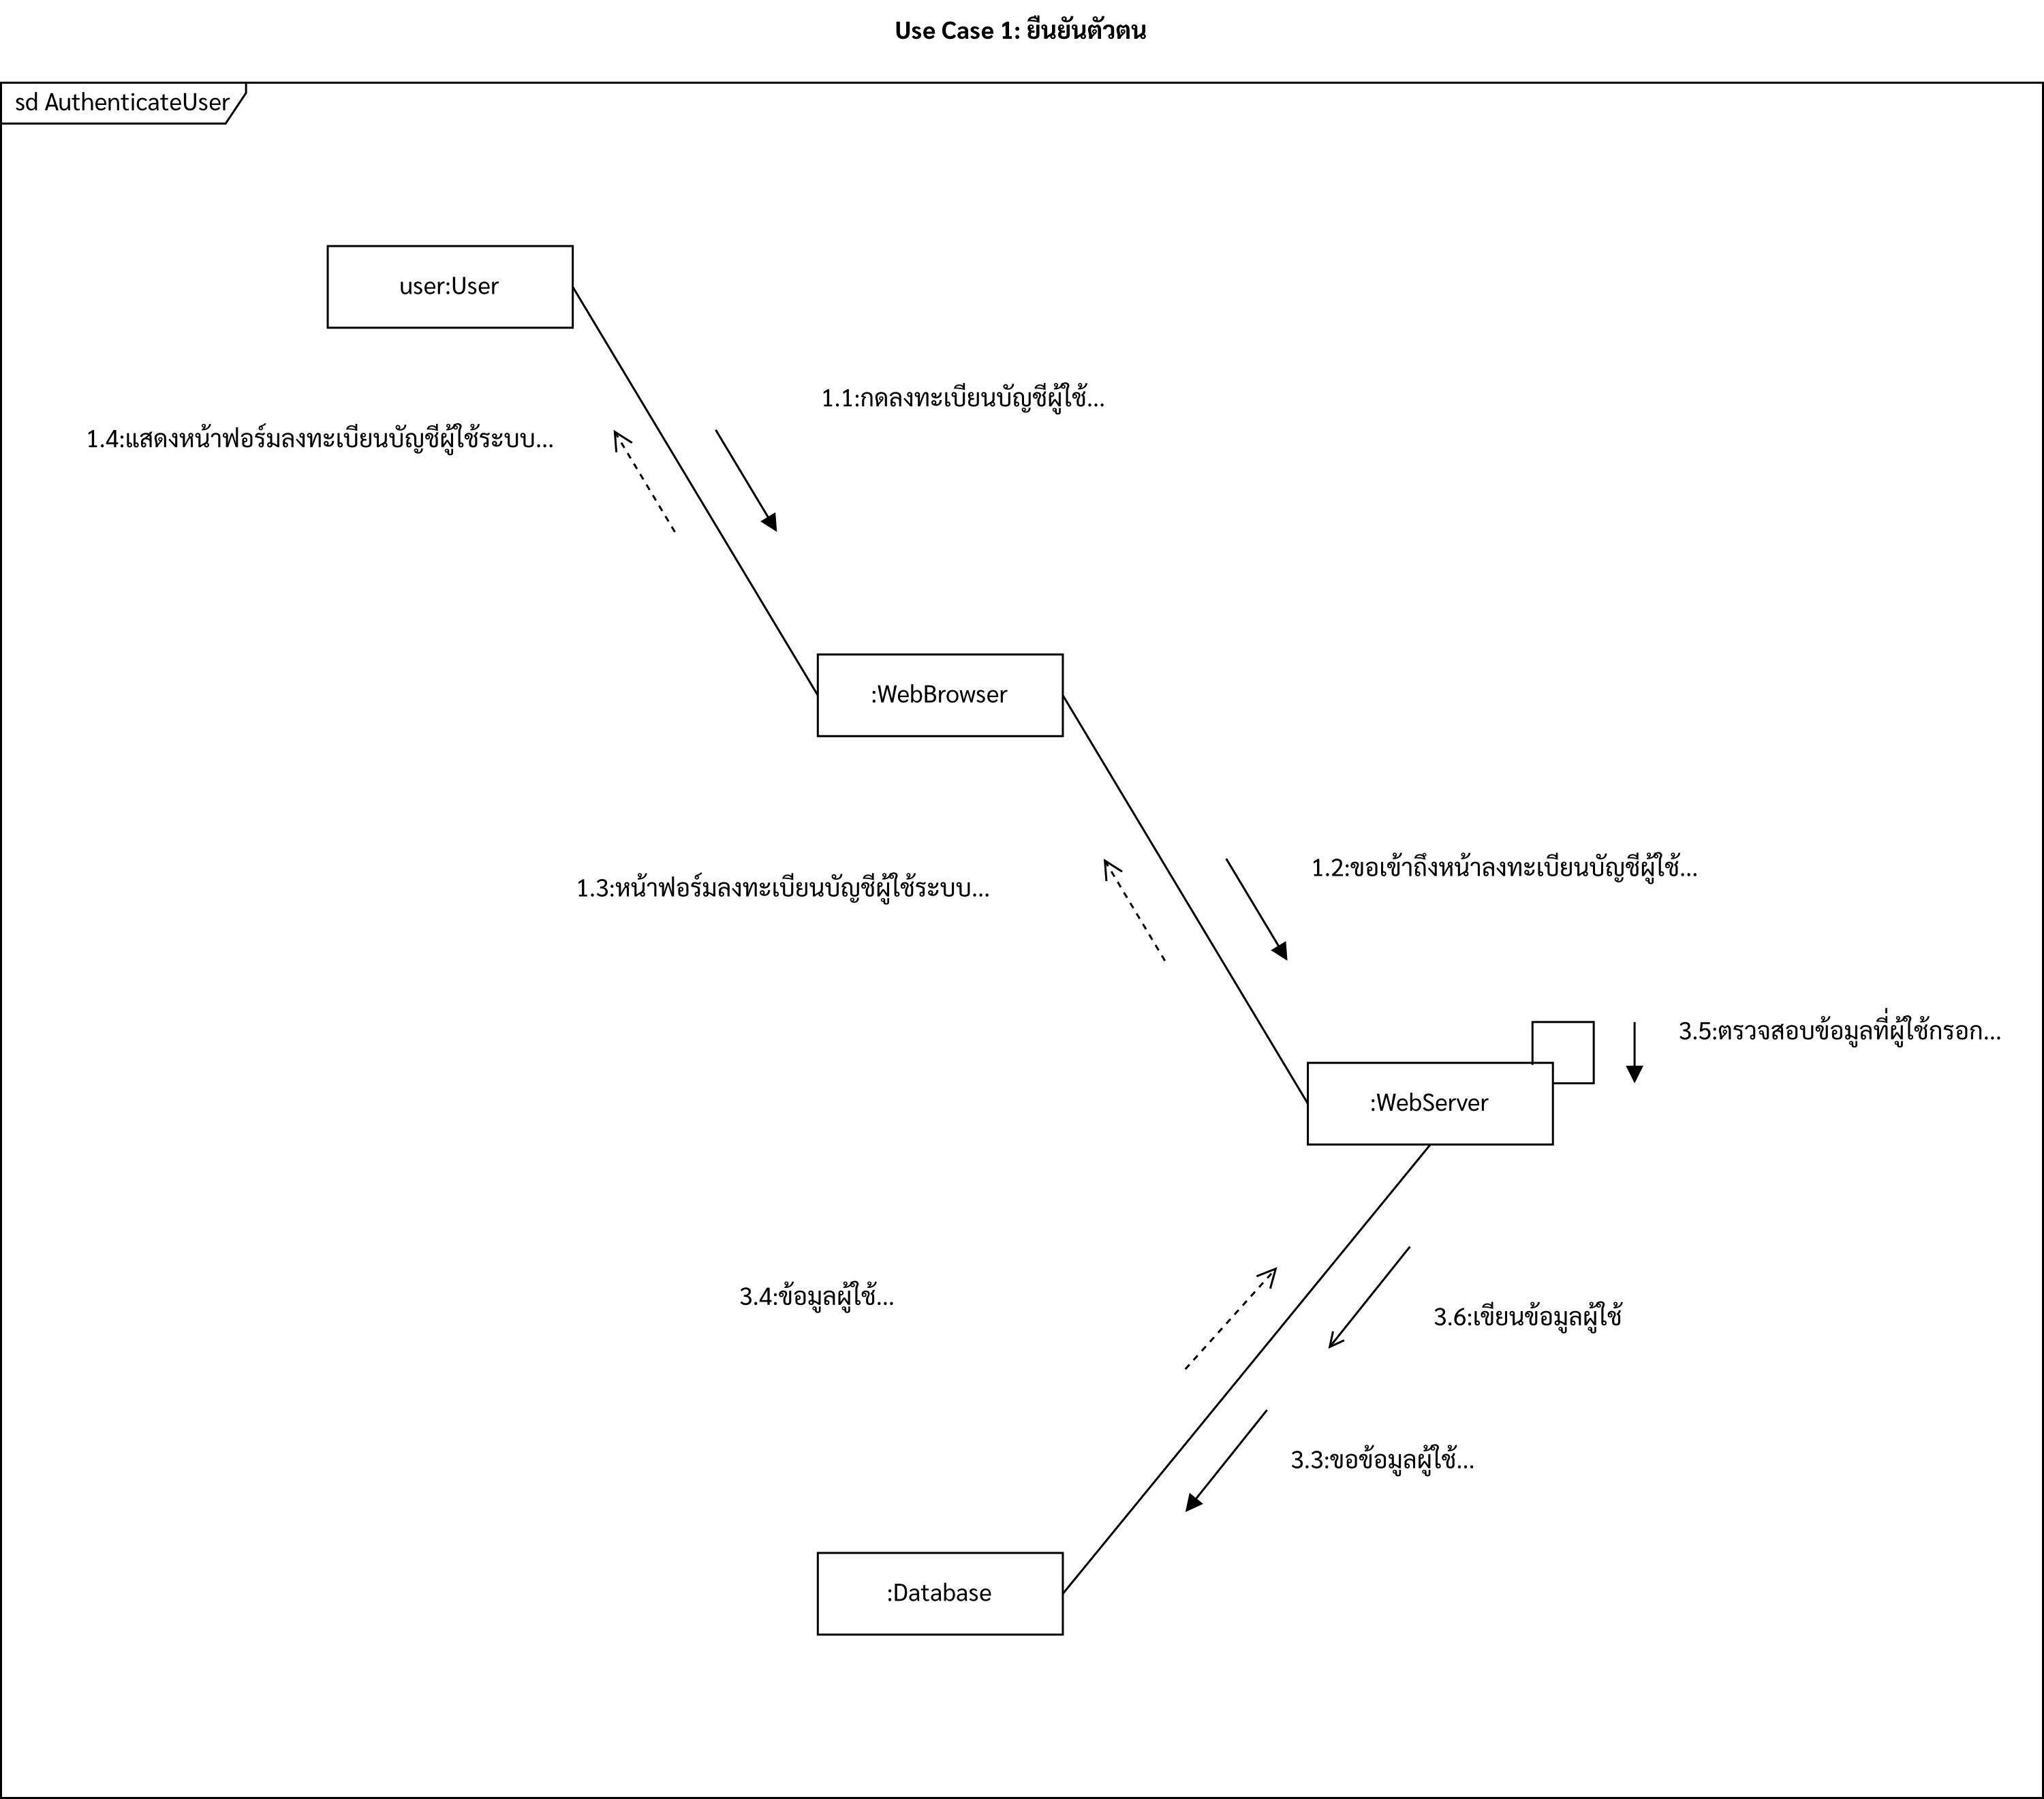 Use Case 1: ยืนยันตัวตน
sd AuthenticateUser
user:User
1.1:กดลงทะเบียนบัญชีผู้ใช้...
1.4:แสดงหน้าฟอร์มลงทะเบียนบัญชีผู้ใช้ระบบ...
:WebBrowser
1.2:ขอเข้าถึงหน้าลงทะเบียนบัญชีผู้ใช้...
1.3:หน้าฟอร์มลงทะเบียนบัญชีผู้ใช้ระบบ...
3.5:ตรวจสอบข้อมูลที่ผู้ใช้กรอก...
:WebServer
3.4:ข้อมูลผู้ใช้...
3.6:เขียนข้อมูลผู้ใช้
3.3:ขอข้อมูลผู้ใช้...
:Database